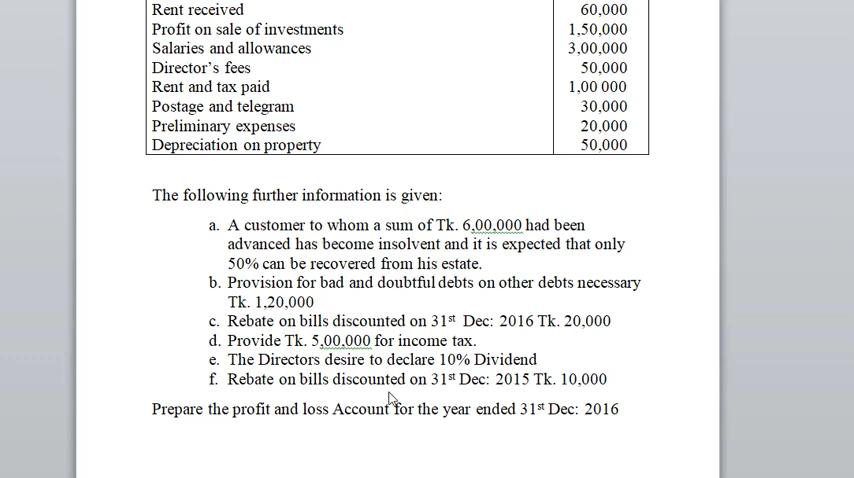 Rent received 60,000
Profit on sale of investments 1,50,000
Salaries and allowances 3,00,000
Director's fees 50,000
Rent and tax paid 1,00 000
Postage and telegram 30,000
Preliminary expenses 20,000
Depreciation on property 50,000
The following further information is given:
a. A customer to whom a sum of Tk. 6,00,000 had been
advanced has become insolvent and it is expected that only
50% can be recovered from his estate.
b. Provision for bad and doubtful debts on other debts necessary
Tk. 1,20,000
c. Rebate on bills discounted on 31st Dec: 2016 Tk. 20,000
d. Provide Tk. 5,00,000 for income tax.
e. The Directors desire to declare 10% Dividend
f. Rebate on bills discounted on 31st Dec: 2015 Tk. 10,000
Prepare the profit and loss Account for the year ended 31st Dec: 2016